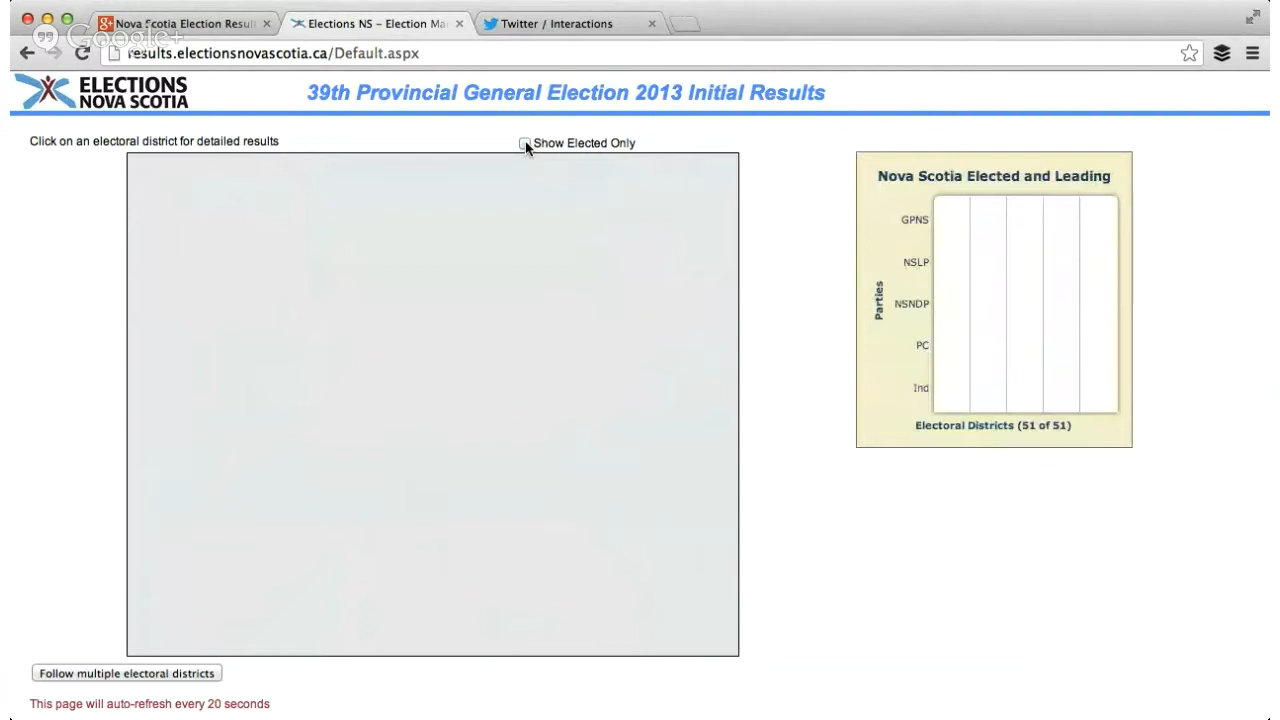 Nova Scotia Election Result
Elections NS – Election Ma
Twitter / Interactions
Google+
results.electionsnovascotia.ca/Default.aspx
ELECTIONS
NOVA SCOTIA
39th Provincial General Election 2013 Initial Results
Click on an electoral district for detailed results
Show Elected Only
Nova Scotia Elected and Leading
GPNS
NSLP
NSNDP
PC
Ind
Parties
Electoral Districts (51 of 51)
Follow multiple electoral districts
This page will auto-refresh every 20 seconds